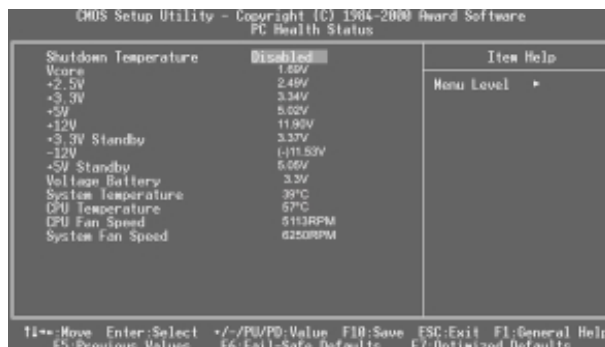 CMOS Setup Utility - Copyright (C) 1984-2000 Award Software
PC Health Status
Shutdown Temperature Disabled
Vcore 1.69V
+2.5V 2.49V
+3.3V 3.34V
+5V 5.02V
+12V 11.90V
+3.3V Standby 3.37V
-12V (-)11.53V
+5V Standby 5.05V
Voltage Battery 3.3V
System Temperature 39°C
CPU Temperature 57°C
CPU Fan Speed 5113RPM
System Fan Speed 6250RPM
Item Help
Menu Level ►
↑↓→←:Move Enter:Select +/-/PU/PD:Value F10:Save ESC:Exit F1:General Help
F5:Previous Values F6:Fail-Safe Defaults F7:Optimized Defaults